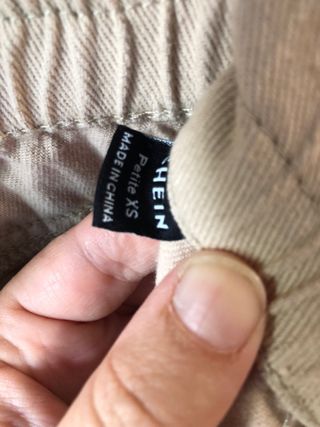 HEIN
Petite XS
MADE IN CHINA